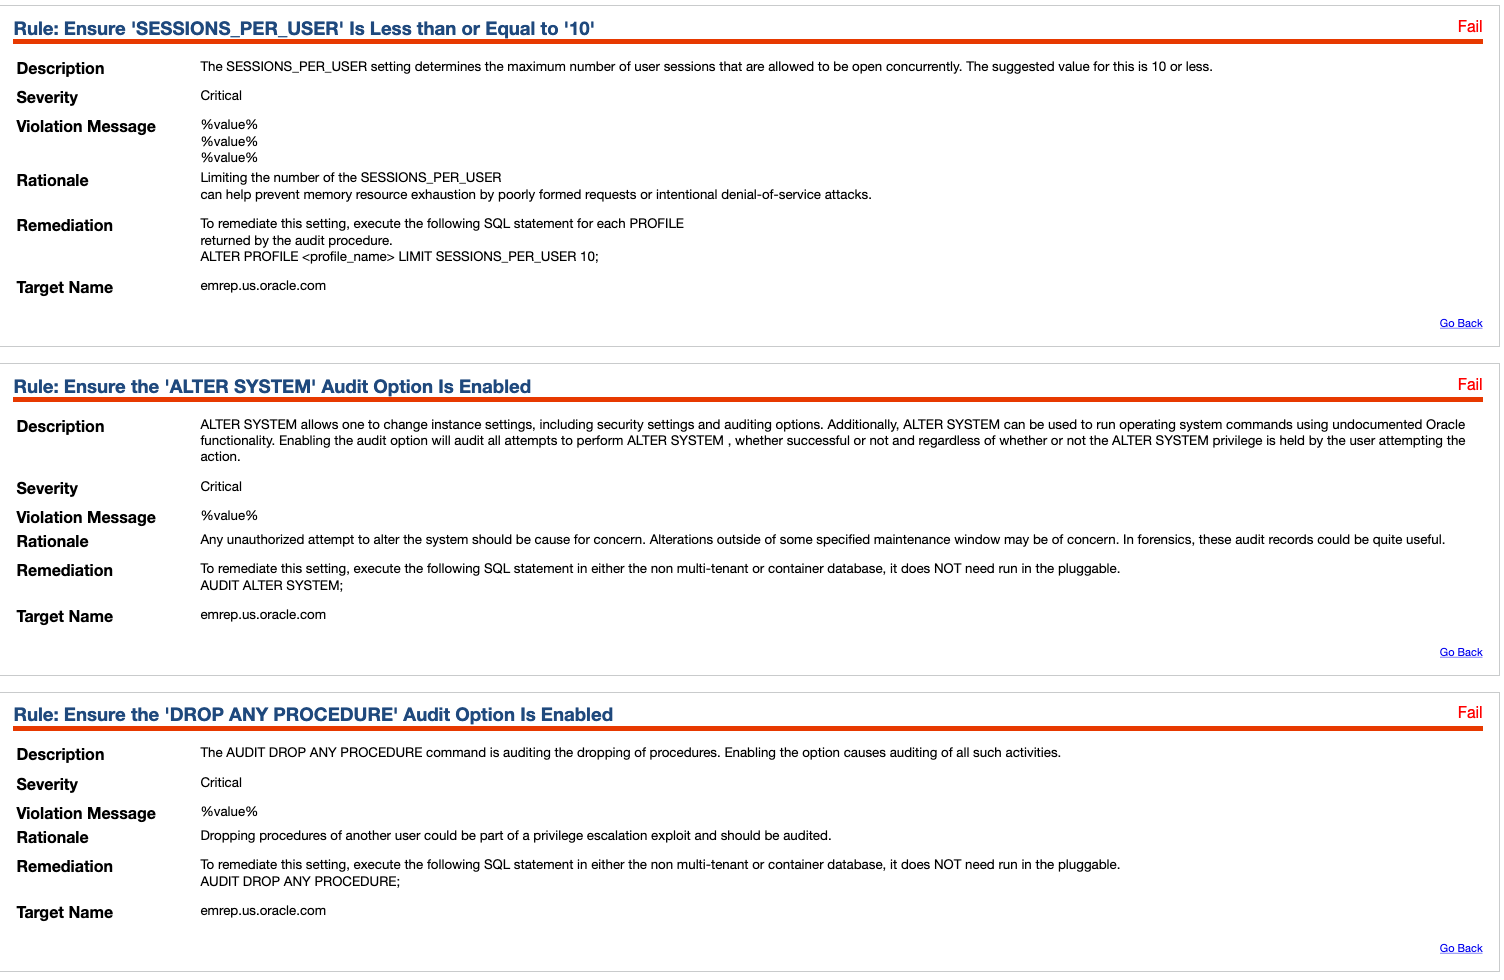 Rule: Ensure 'SESSIONS_PER_USER' Is Less than or Equal to '10'
Fail
Description
The SESSIONS_PER_USER setting determines the maximum number of user sessions that are allowed to be open concurrently. The suggested value for this is 10 or less.
Severity
Critical
Violation Message
%value%
%value%
%value%
Rationale
Limiting the number of the SESSIONS_PER_USER
can help prevent memory resource exhaustion by poorly formed requests or intentional denial-of-service attacks.
Remediation
To remediate this setting, execute the following SQL statement for each PROFILE
returned by the audit procedure.
ALTER PROFILE <profile_name> LIMIT SESSIONS_PER_USER 10;
Target Name
emrep.us.oracle.com
Go Back
Rule: Ensure the 'ALTER SYSTEM' Audit Option Is Enabled
Fail
Description
ALTER SYSTEM allows one to change instance settings, including security settings and auditing options. Additionally, ALTER SYSTEM can be used to run operating system commands using undocumented Oracle
functionality. Enabling the audit option will audit all attempts to perform ALTER SYSTEM , whether successful or not and regardless of whether or not the ALTER SYSTEM privilege is held by the user attempting the
action.
Severity
Critical
Violation Message
%value%
Rationale
Any unauthorized attempt to alter the system should be cause for concern. Alterations outside of some specified maintenance window may be of concern. In forensics, these audit records could be quite useful.
Remediation
To remediate this setting, execute the following SQL statement in either the non multi-tenant or container database, it does NOT need run in the pluggable.
AUDIT ALTER SYSTEM;
Target Name
emrep.us.oracle.com
Go Back
Rule: Ensure the 'DROP ANY PROCEDURE' Audit Option Is Enabled
Fail
Description
The AUDIT DROP ANY PROCEDURE command is auditing the dropping of procedures. Enabling the option causes auditing of all such activities.
Severity
Critical
Violation Message
%value%
Rationale
Dropping procedures of another user could be part of a privilege escalation exploit and should be audited.
Remediation
To remediate this setting, execute the following SQL statement in either the non multi-tenant or container database, it does NOT need run in the pluggable.
AUDIT DROP ANY PROCEDURE;
Target Name
emrep.us.oracle.com
Go Back